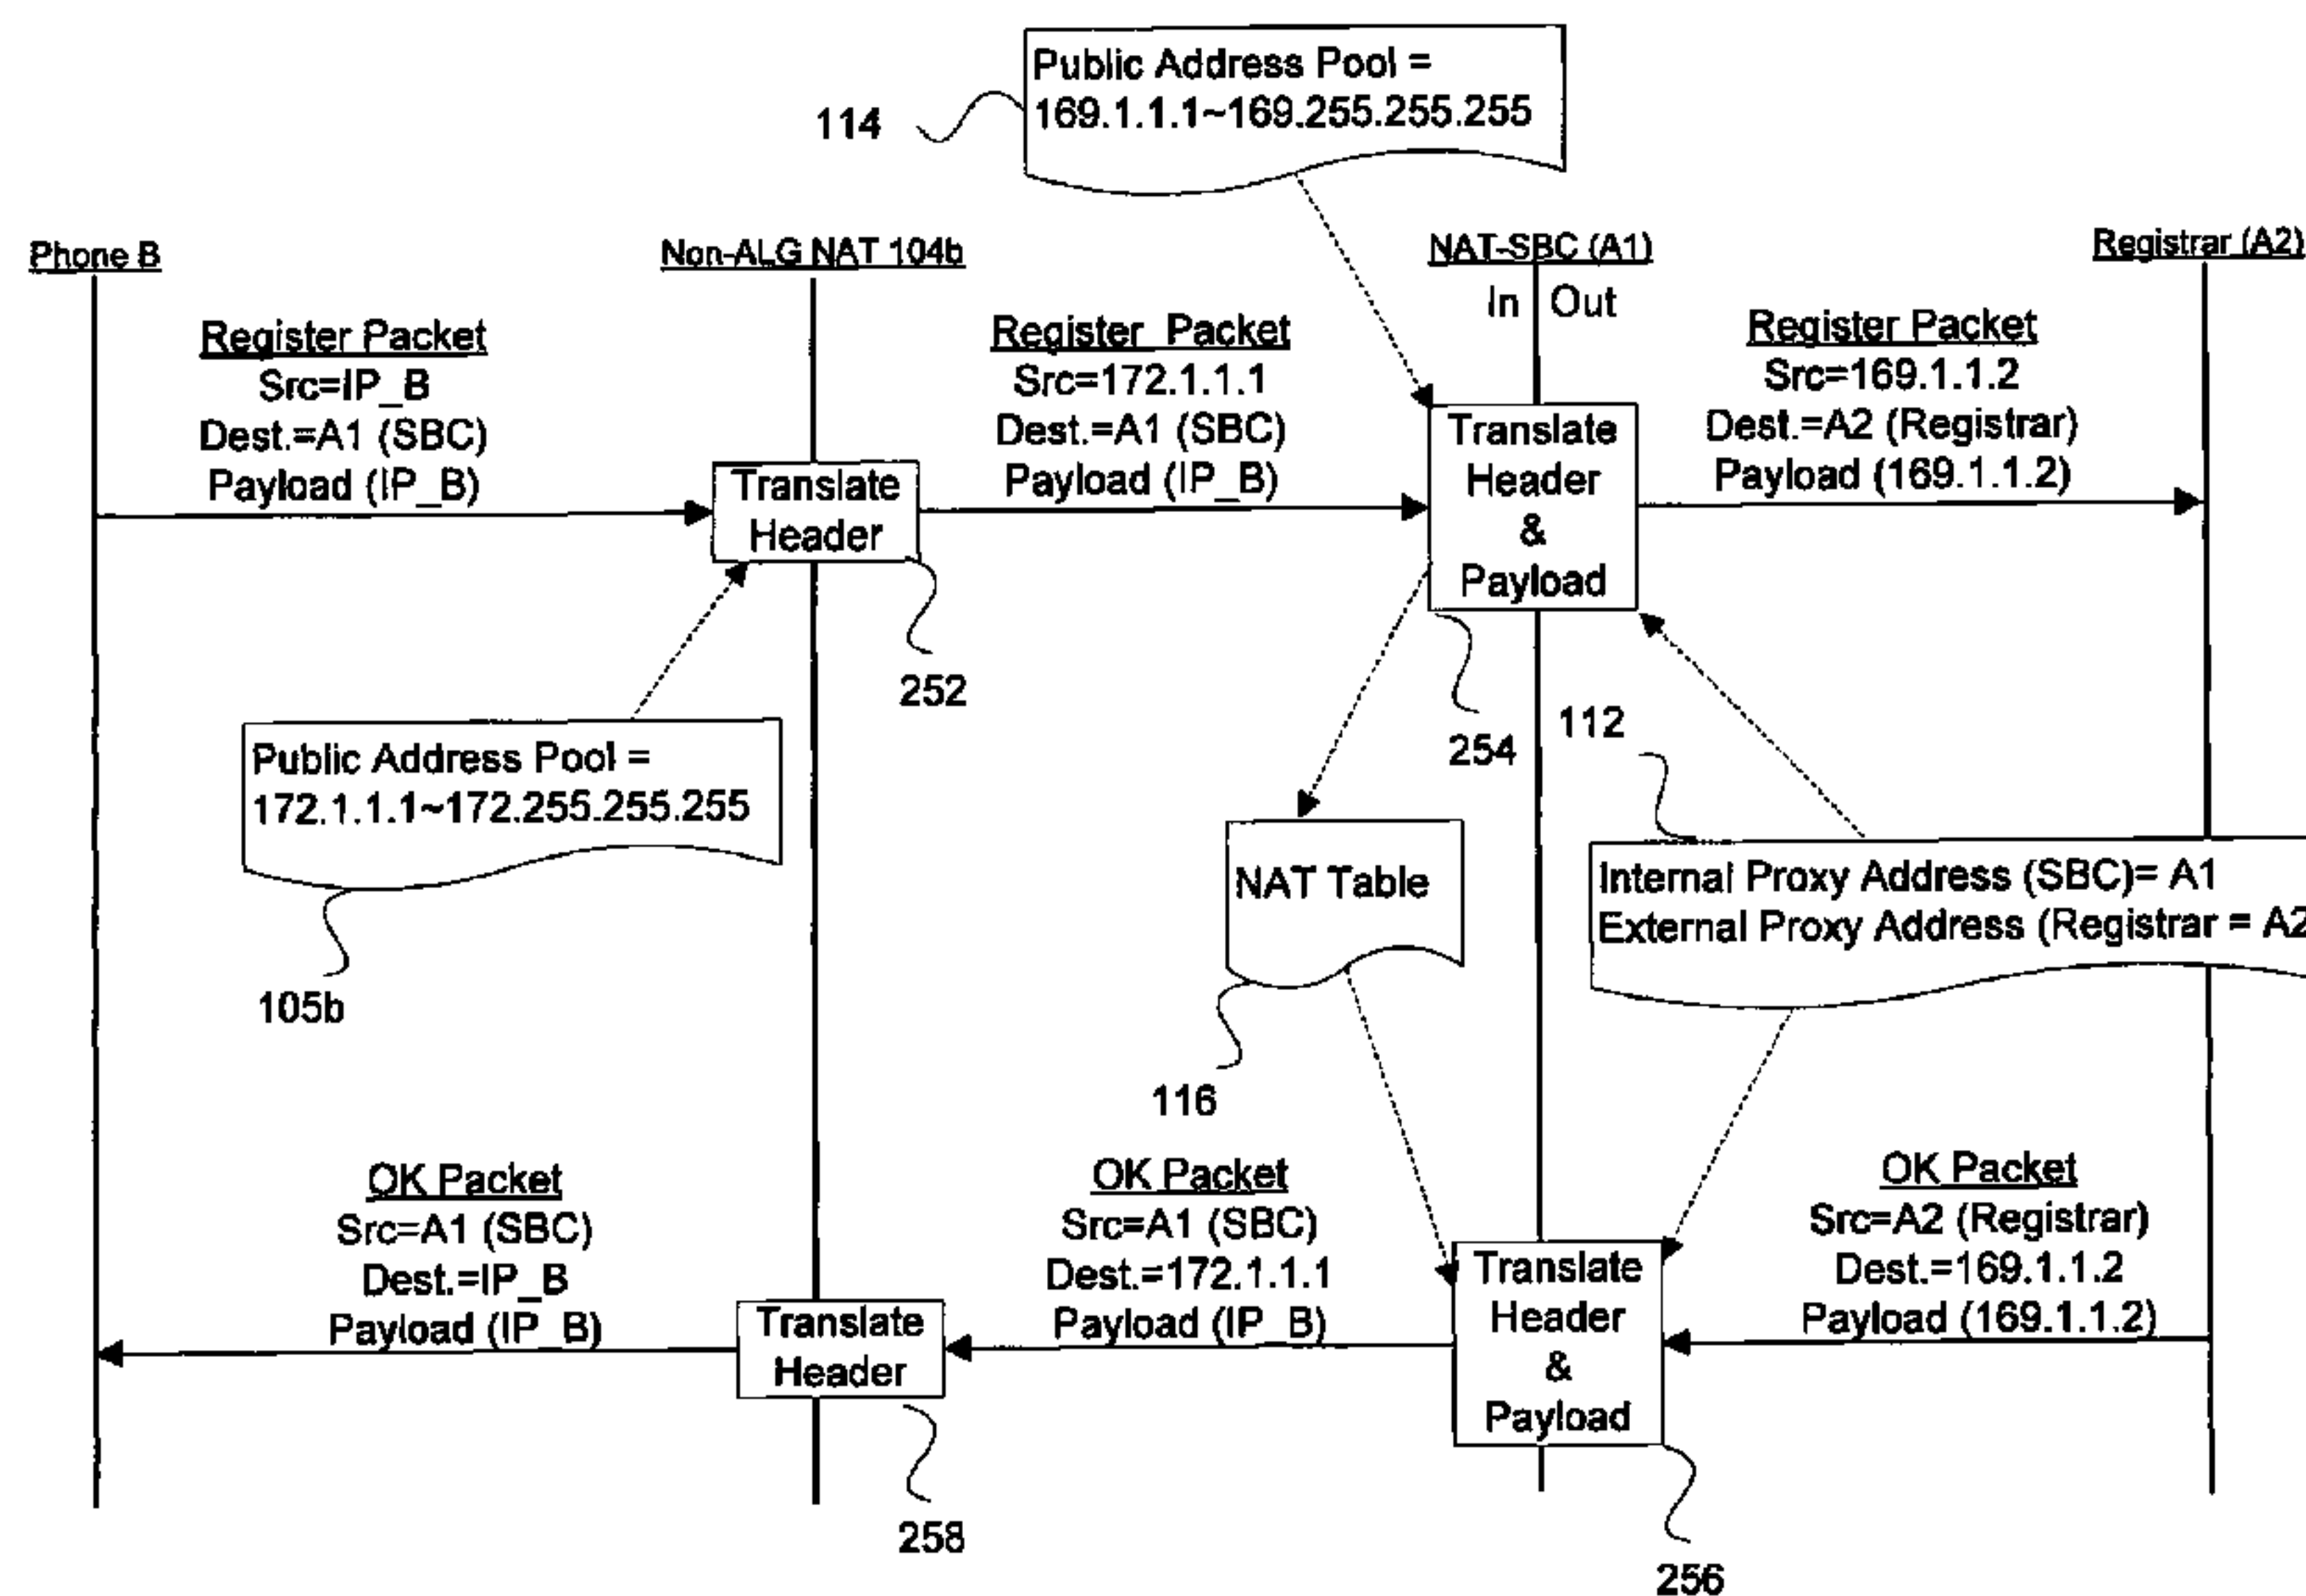 Public Address Pool =
169.1.1.1~169.255.255.255
114
Phone B
Non-ALG NAT 104b
NAT-SBC (A1)
Registrar (A2)
In Out
Register Packet
Src=IP_B
Dest.=A1 (SBC)
Payload (IP_B)
Register Packet
Src=172.1.1.1
Dest.=A1 (SBC)
Payload (IP_B)
Register Packet
Src=169.1.1.2
Dest.=A2 (Registrar)
Payload (169.1.1.2)
Translate
Header
Translate
Header
&
Payload
252
254
112
Public Address Pool =
172.1.1.1~172.255.255.255
105b
NAT Table
116
Internal Proxy Address (SBC)= A1
External Proxy Address (Registrar = A2
OK Packet
Src=A1 (SBC)
Dest.=IP_B
Payload (IP_B)
OK Packet
Src=A1 (SBC)
Dest.=172.1.1.1
Payload (IP_B)
OK Packet
Src=A2 (Registrar)
Dest.=169.1.1.2
Payload (169.1.1.2)
Translate
Header
Translate
Header
&
Payload
258
256